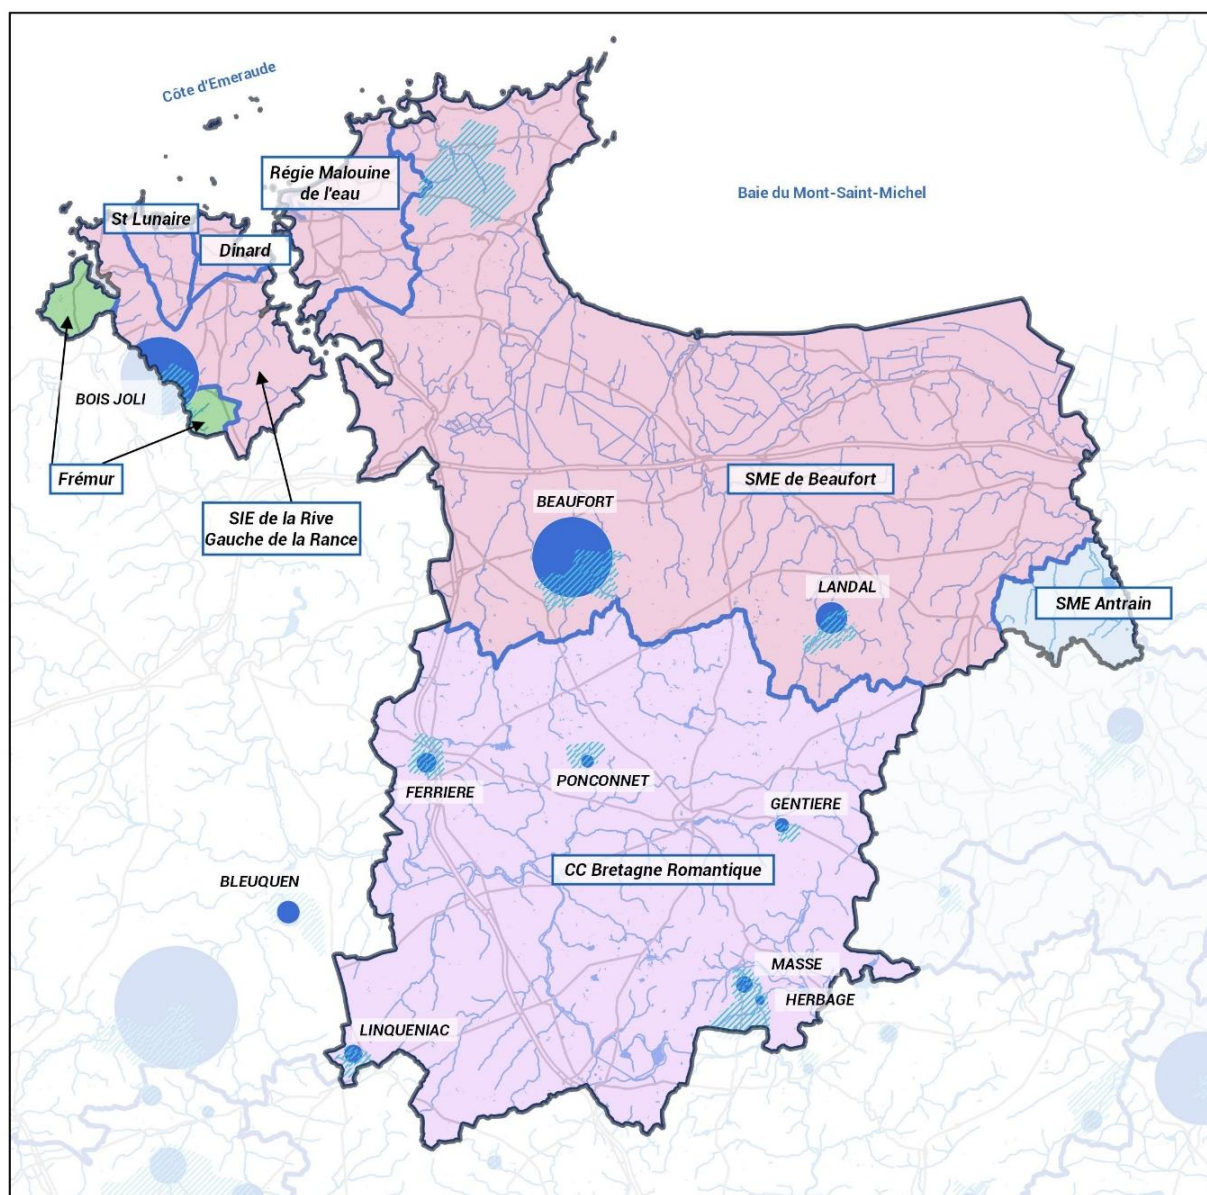 Côte d'Emeraude
Régie Malouine
de l'eau
Baie du Mont-Saint-Michel
St Lunaire
Dinard
BOIS JOLI
Frémur
SIE de la Rive
Gauche de la Rance
SME de Beaufort
BEAUFORT
LANDAL
SME Antrain
FERRIERE
PONCONNET
GENTIERE
CC Bretagne Romantique
BLEUQUEN
MASSE
HERBAGE
LINQUENIAC